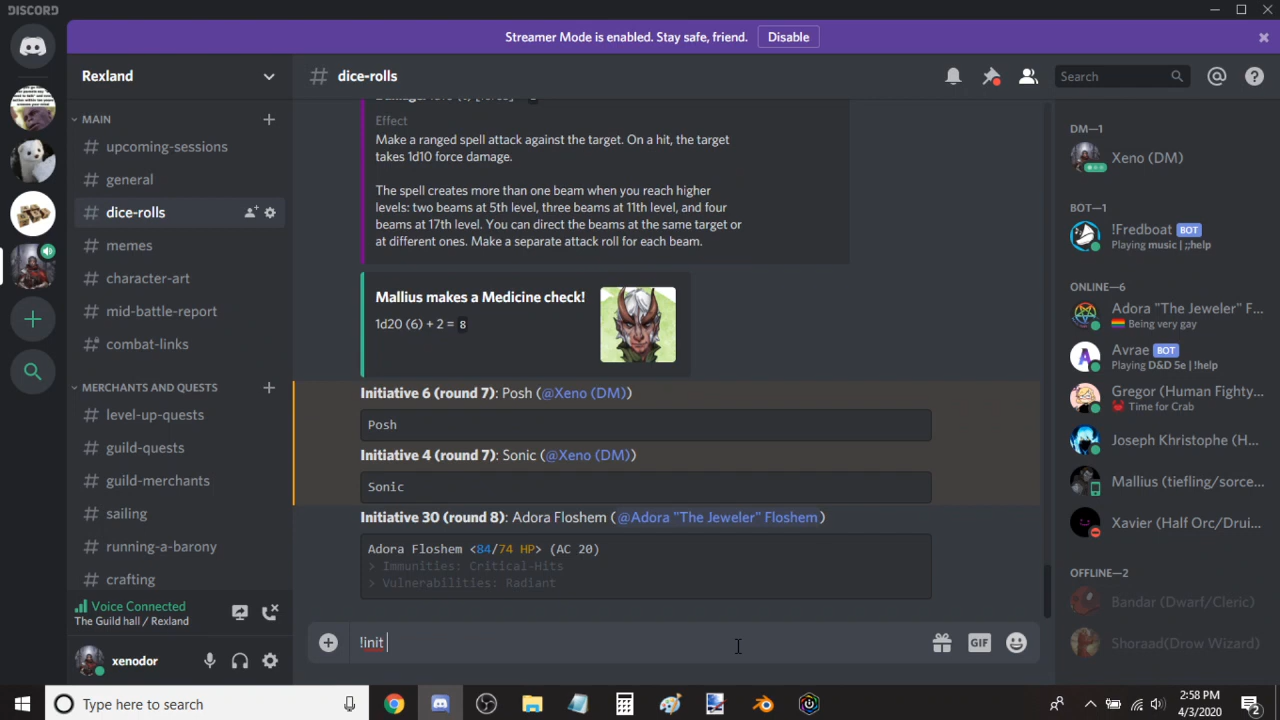 DISCORD
Streamer Mode is enabled. Stay safe, friend.
Disable
Rexland
# dice-rolls
Search
MAIN
# upcoming-sessions
# general
# dice-rolls
# memes
# character-art
# mid-battle-report
# combat-links
MERCHANTS AND QUESTS
# level-up-quests
# guild-quests
# guild-merchants
# sailing
# running-a-barony
# crafting
Voice Connected
The Guild hall / Rexland
xenodor
Effect
Make a ranged spell attack against the target. On a hit, the target
takes 1d10 force damage.
The spell creates more than one beam when you reach higher
levels: two beams at 5th level, three beams at 11th level, and four
beams at 17th level. You can direct the beams at the same target or
at different ones. Make a separate attack roll for each beam.
Mallius makes a Medicine check!
1d20 (6) + 2 = 8
Initiative 6 (round 7): Posh (@Xeno (DM))
Posh
Initiative 4 (round 7): Sonic (@Xeno (DM))
Sonic
Initiative 30 (round 8): Adora Floshem (@Adora "The Jeweler" Floshem)
Adora Floshem <84/74 HP> (AC 20)
> Immunities: Critical-Hits
> Vulnerabilities: Radiant
!init
GIF
DM—1
Xeno (DM)
BOT—1
!Fredboat BOT
Playing music | ;;help
ONLINE—6
Adora "The Jeweler" F...
Being very gay
Avrae BOT
Playing D&D 5e | !help
Gregor (Human Fighty...
Time for Crab
Joseph Khristophe (H...
Mallius (tiefling/sorce...
Xavier (Half Orc/Drui...
OFFLINE—2
Bandar (Dwarf/Cleric)
Shoraad(Drow Wizard)
Type here to search
2:58 PM
4/3/2020
2